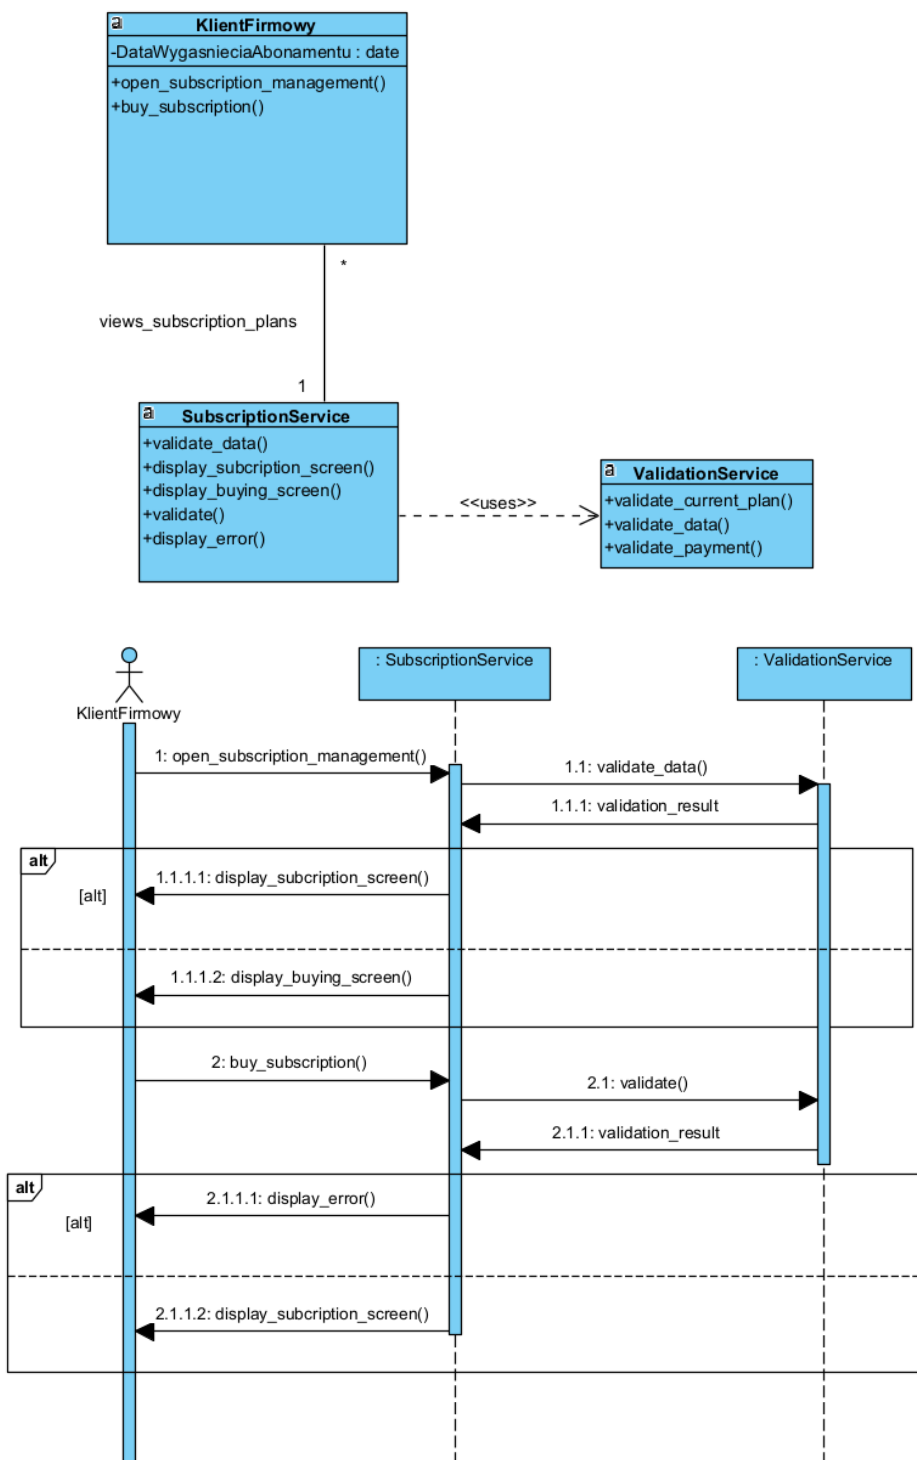 a
KlientFirmowy
-DataWygasnieciaAbonamentu : date
+open_subscription_management()
+buy_subscription()
*
views_subscription_plans
1
a
SubscriptionService
+validate_data()
+display_subcription_screen()
+display_buying_screen()
+validate()
+display_error()
<<uses>>
a
ValidationService
+validate_current_plan()
+validate_data()
+validate_payment()
KlientFirmowy
: SubscriptionService
: ValidationService
1: open_subscription_management()
1.1: validate_data()
1.1.1: validation_result
alt
[alt]
1.1.1.1: display_subcription_screen()
1.1.1.2: display_buying_screen()
2: buy_subscription()
2.1: validate()
2.1.1: validation_result
alt
[alt]
2.1.1.1: display_error()
2.1.1.2: display_subcription_screen()